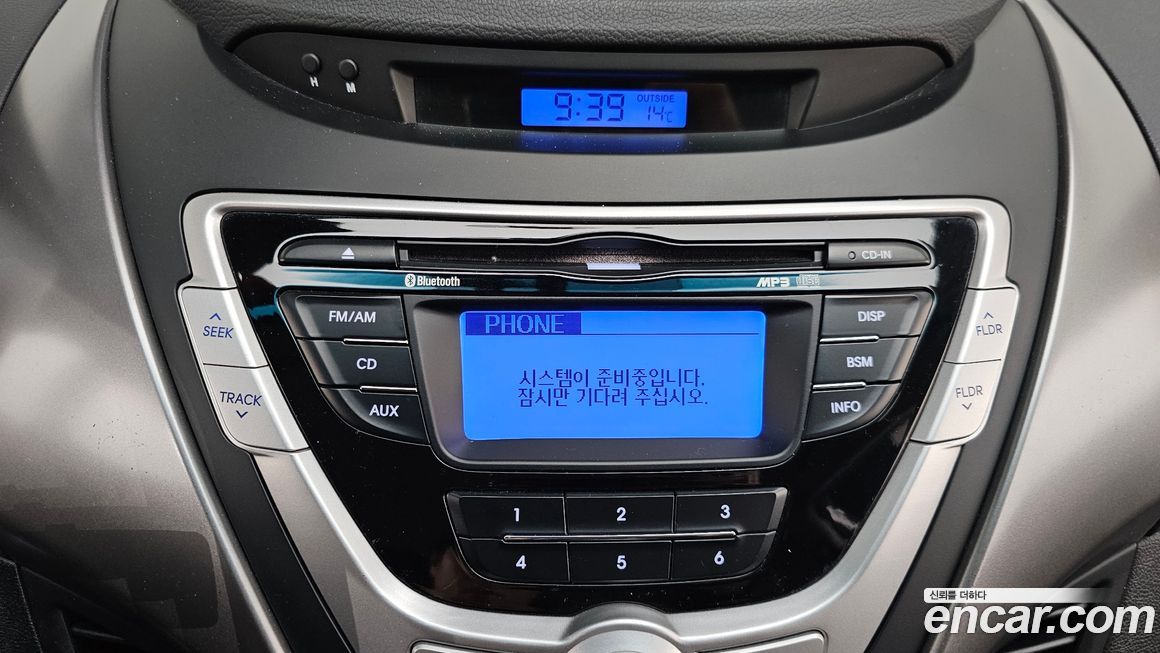 H
M
9:39
OUTSIDE
14°C
CD-IN
Bluetooth
MP3
DISC
SEEK
FM/AM
PHONE
DISP
FLDR
CD
시스템이 준비중입니다.
잠시만 기다려 주십시오.
BSM
TRACK
AUX
INFO
FLDR
1 2 3
4 5 6
신뢰를 더하다
encar.com